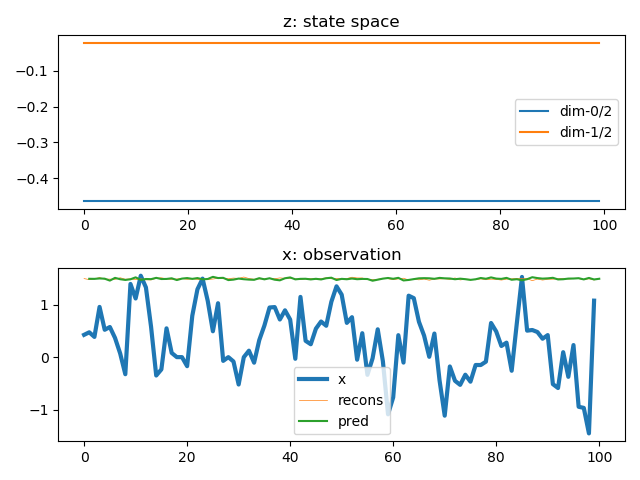 z: state space
−0.1
−0.2
−0.3
−0.4
dim-0/2
dim-1/2
0 20 40 60 80 100
x: observation
1
0
−1
x
recons
pred
0 20 40 60 80 100